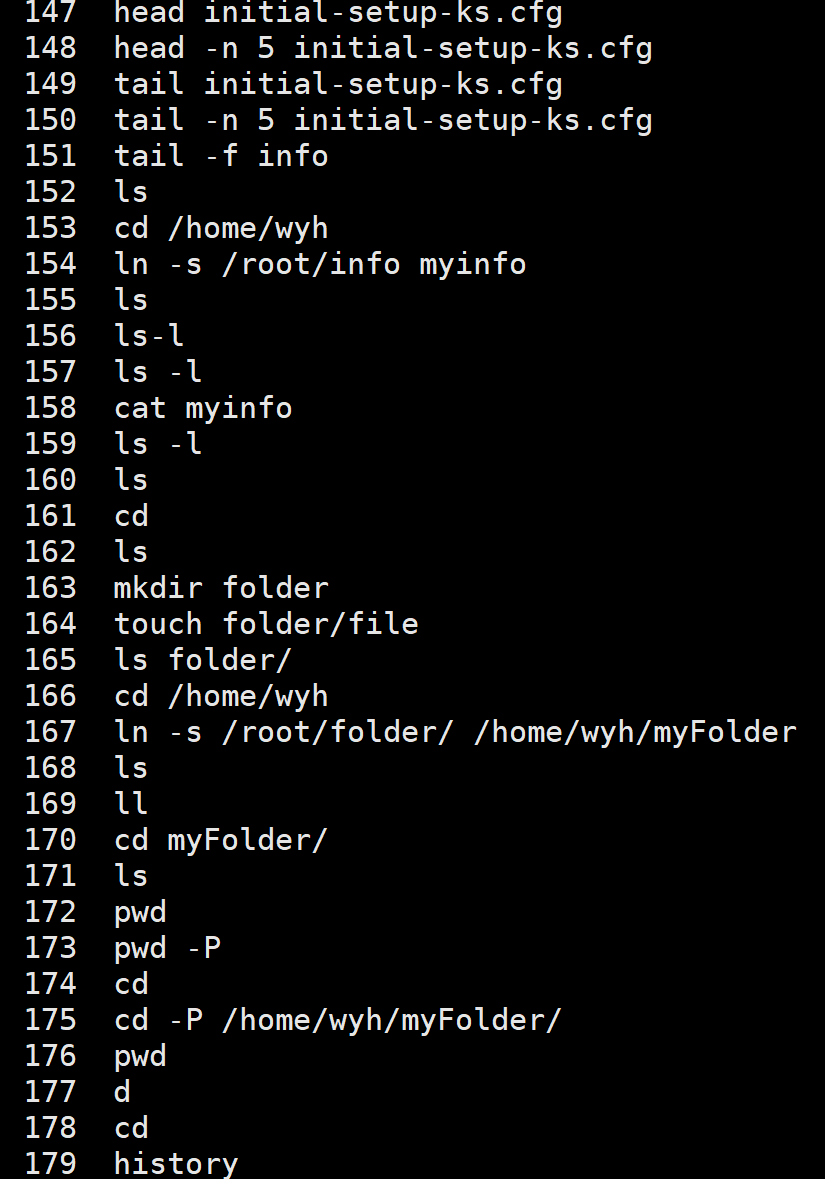 147 head initial-setup-ks.cfg
148 head -n 5 initial-setup-ks.cfg
149 tail initial-setup-ks.cfg
150 tail -n 5 initial-setup-ks.cfg
151 tail -f info
152 ls
153 cd /home/wyh
154 ln -s /root/info myinfo
155 ls
156 ls-l
157 ls -l
158 cat myinfo
159 ls -l
160 ls
161 cd
162 ls
163 mkdir folder
164 touch folder/file
165 ls folder/
166 cd /home/wyh
167 ln -s /root/folder/ /home/wyh/myFolder
168 ls
169 ll
170 cd myFolder/
171 ls
172 pwd
173 pwd -P
174 cd
175 cd -P /home/wyh/myFolder/
176 pwd
177 d
178 cd
179 history